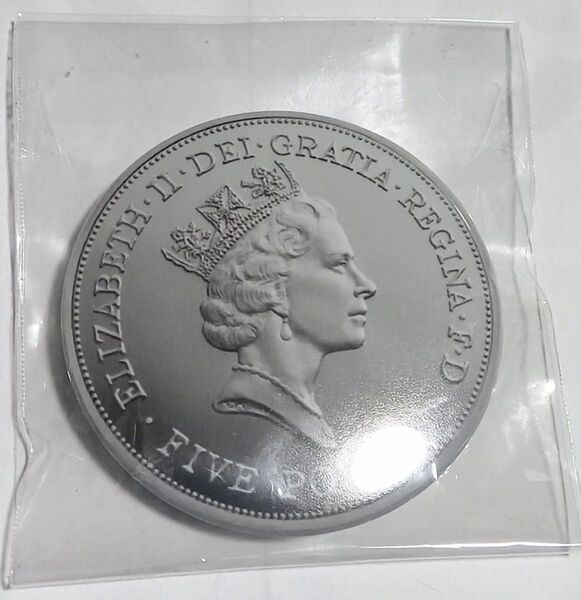 · ELIZABETH · II · DEI · GRATIA · REGINA · F · D
FIVE P